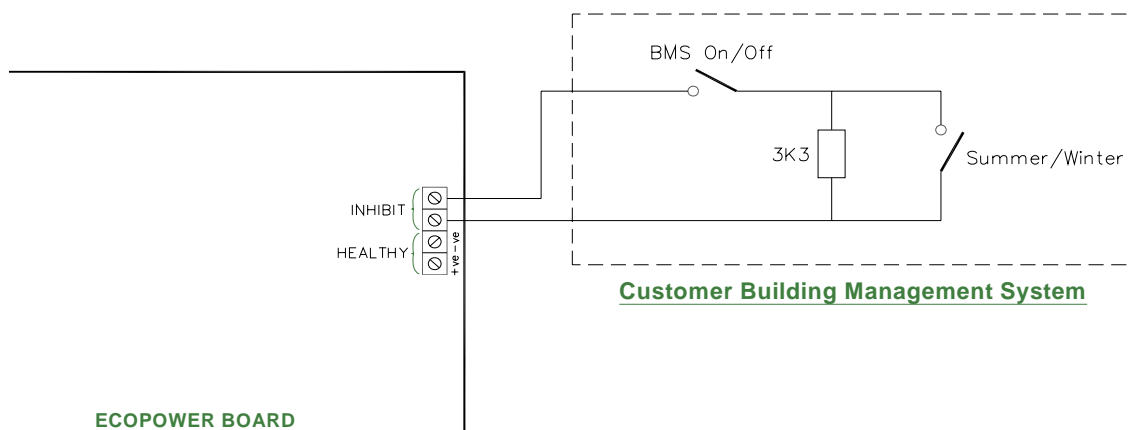 BMS On/Off
3K3
Summer/Winter
INHIBIT
HEALTHY
+ve -ve
Customer Building Management System
ECOPOWER BOARD